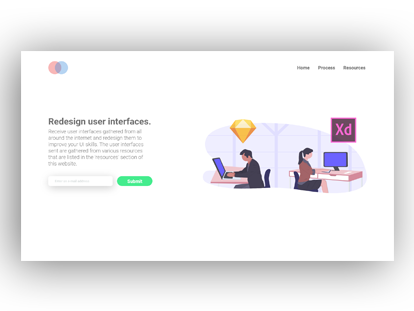 Home Process Resources
Redesign user interfaces.
Receive user interfaces gathered from all
around the internet and redesign them to
improve your UI skills. The user interfaces
sent are gathered from various resources
that are listed in the 'resources' section of
this website.
Submit
Xd